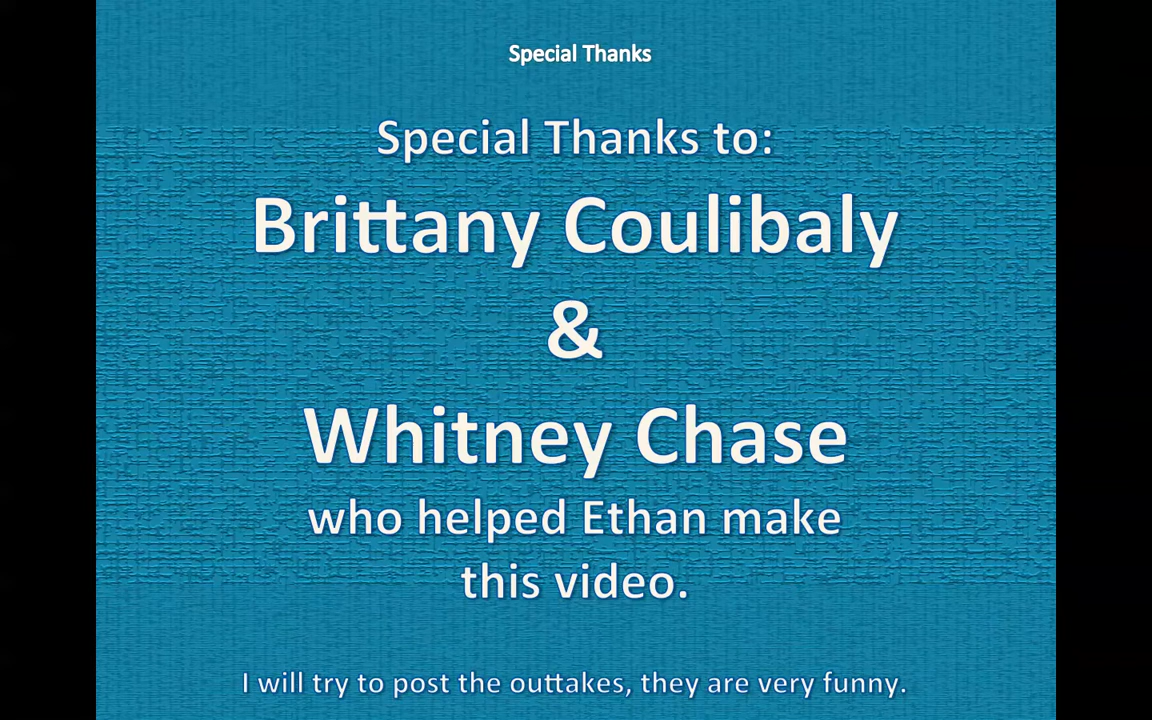 Special Thanks
Special Thanks to:
Brittany Coulibaly
&
Whitney Chase
who helped Ethan make
this video.
I will try to post the outtakes, they are very funny.